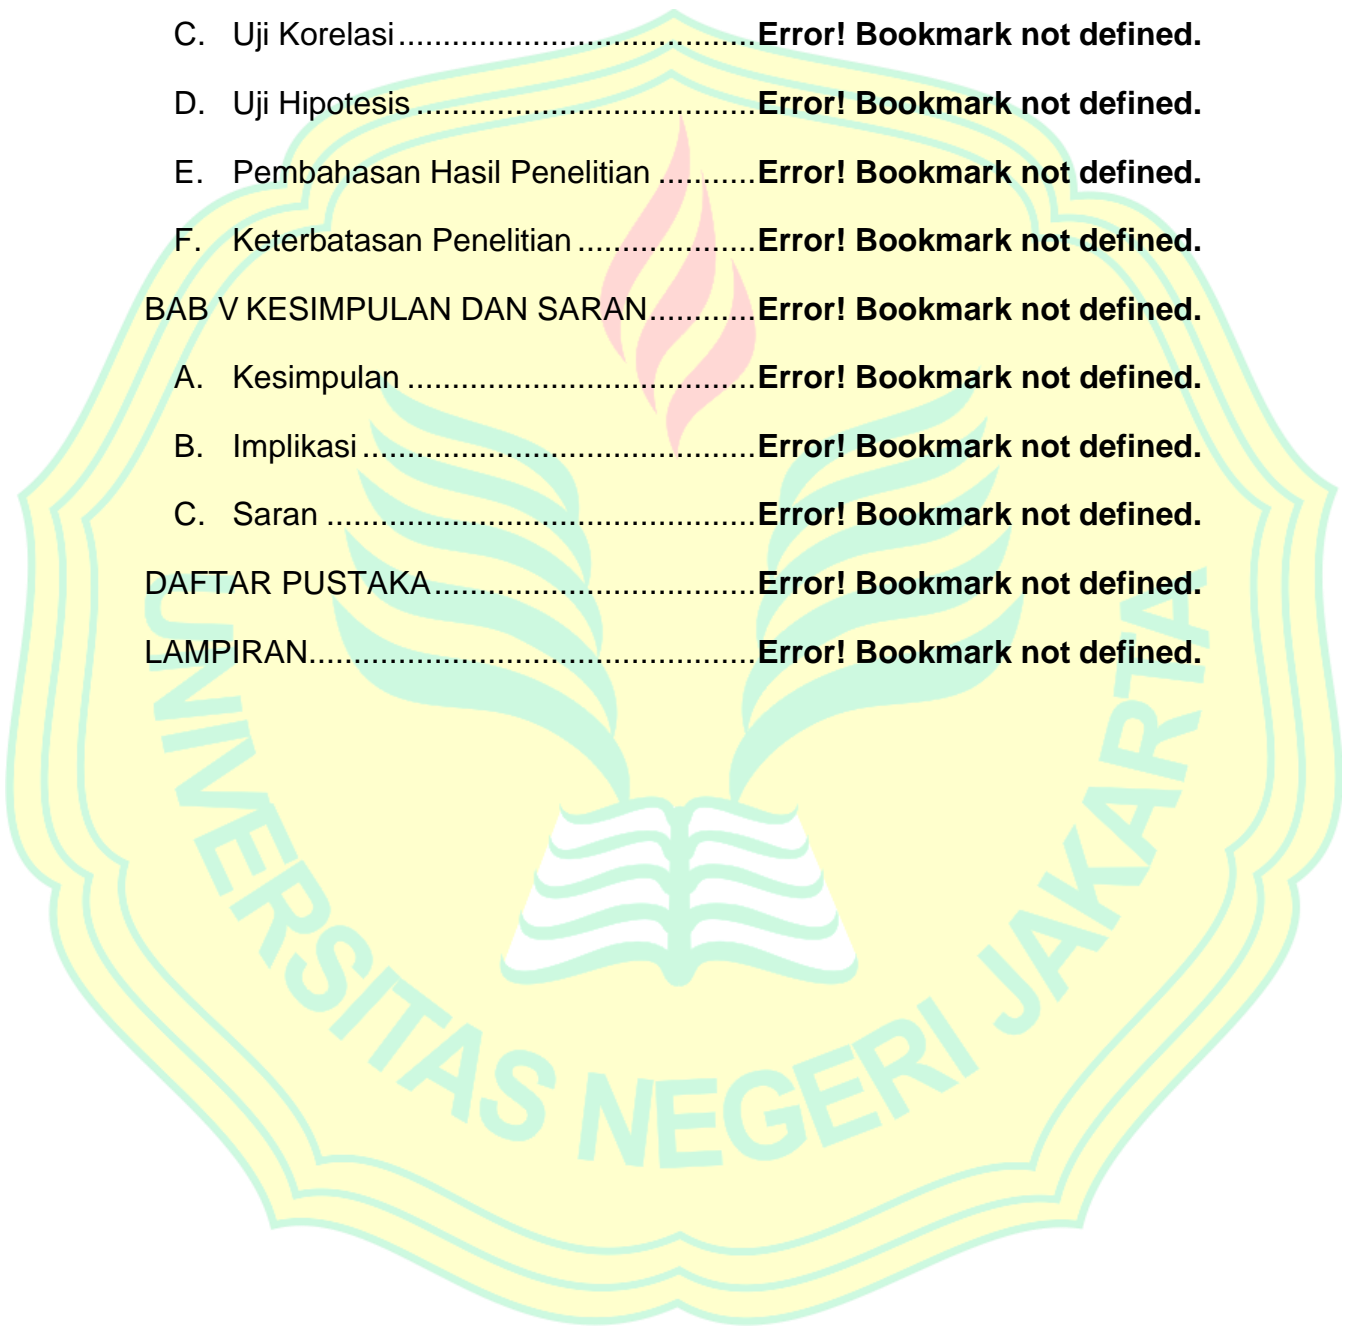 C. Uji Korelasi........................................Error! Bookmark not defined.
D. Uji Hipotesis ......................................Error! Bookmark not defined.
E. Pembahasan Hasil Penelitian ...........Error! Bookmark not defined.
F. Keterbatasan Penelitian ....................Error! Bookmark not defined.
BAB V KESIMPULAN DAN SARAN............Error! Bookmark not defined.
A. Kesimpulan .......................................Error! Bookmark not defined.
B. Implikasi ............................................Error! Bookmark not defined.
C. Saran ................................................Error! Bookmark not defined.
DAFTAR PUSTAKA....................................Error! Bookmark not defined.
LAMPIRAN..................................................Error! Bookmark not defined.
UNIVERSITAS NEGERI JAKARTA